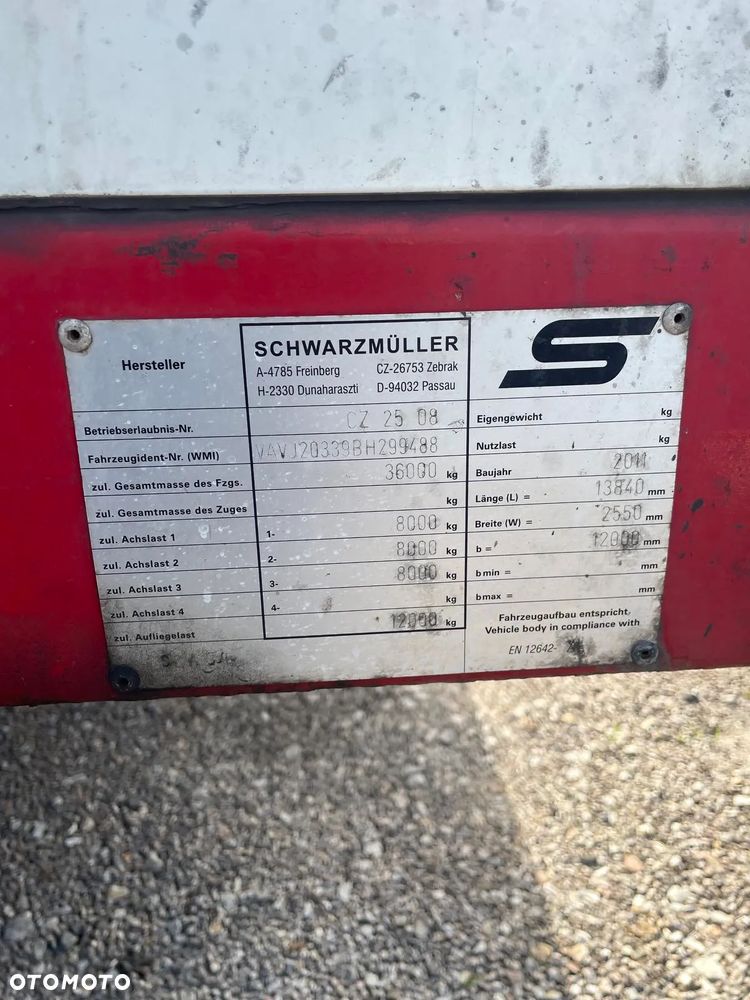 Hersteller
SCHWARZMÜLLER
A-4785 Freinberg CZ-26753 Zebrak
H-2330 Dunaharaszti D-94032 Passau
S
Betriebserlaubnis-Nr. CZ 25 08
Fahrzeugident-Nr. (WMI) VAVJ20339BH299488
zul. Gesamtmasse des Fzgs. 36000 kg
zul. Gesamtmasse des Zuges kg
zul. Achslast 1 1- 8000 kg
zul. Achslast 2 2- 8000 kg
zul. Achslast 3 3- 8000 kg
zul. Achslast 4 4- kg
zul. Aufliegelast 12000 kg
Eigengewicht kg
Nutzlast kg
Baujahr 2011
Länge (L) = 13840 mm
Breite (W) = 2550 mm
b = 12000 mm
b min = mm
b max = mm
Fahrzeugaufbau entspricht
Vehicle body in compliance with
EN 12642-
OTOMOTO